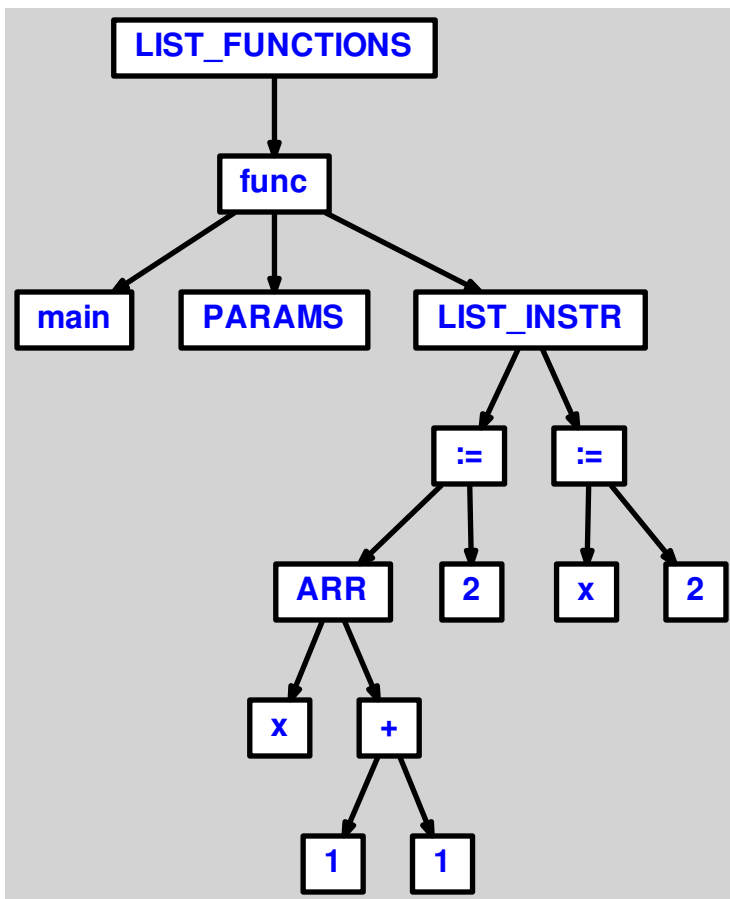 LIST_FUNCTIONS
func
main PARAMS LIST_INSTR
:= :=
ARR 2 x 2
x +
1 1